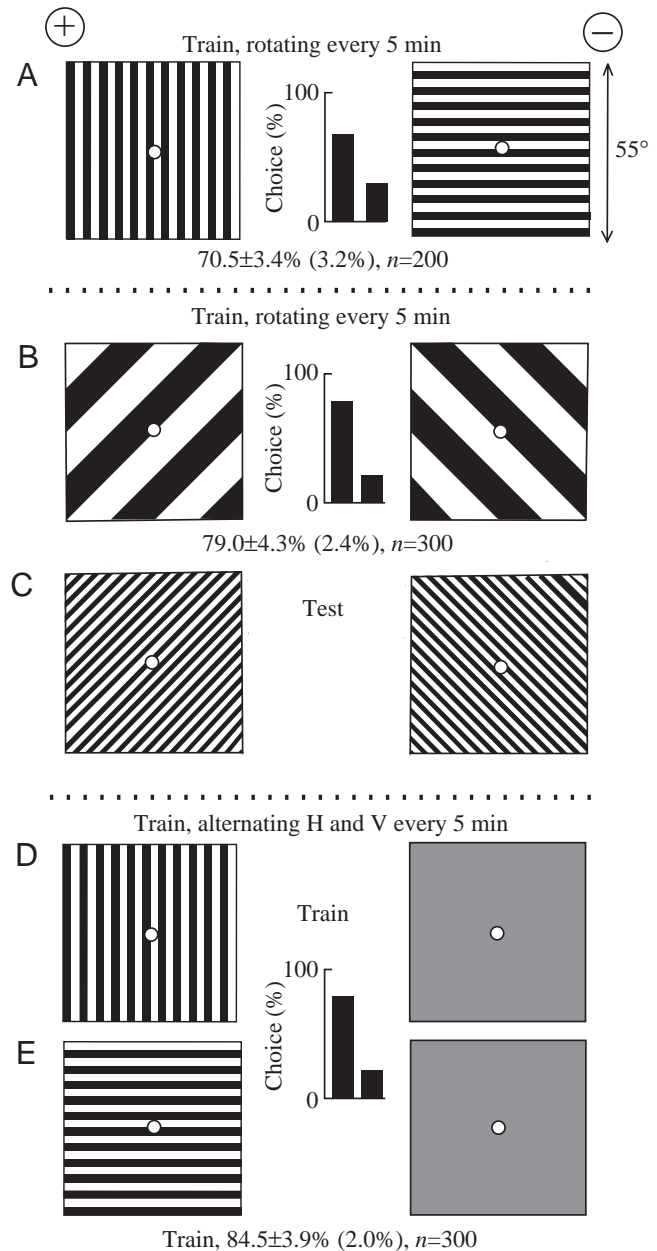 + −
Train, rotating every 5 min
A
100
Choice (%)
0
55°
70.5±3.4% (3.2%), n=200
Train, rotating every 5 min
B
100
Choice (%)
0
79.0±4.3% (2.4%), n=300
C
Test
Train, alternating H and V every 5 min
D
Train
100
Choice (%)
0
E
Train, 84.5±3.9% (2.0%), n=300